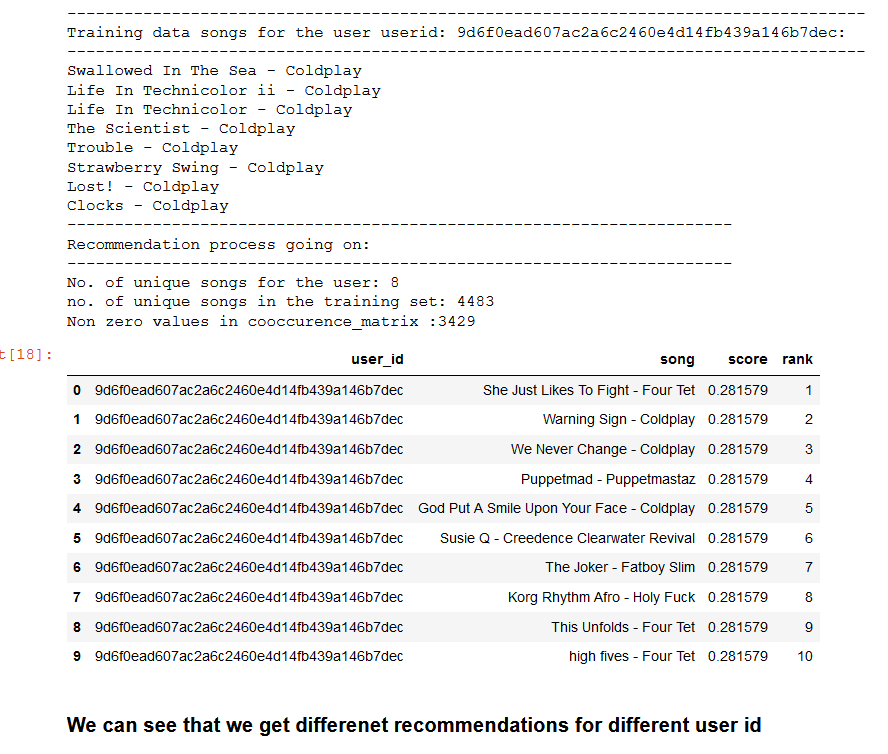 ------------------------------------------------------------------------------------
Training data songs for the user userid: 9d6f0ead607ac2a6c2460e4d14fb439a146b7dec:
------------------------------------------------------------------------------------
Swallowed In The Sea - Coldplay
Life In Technicolor ii - Coldplay
Life In Technicolor - Coldplay
The Scientist - Coldplay
Trouble - Coldplay
Strawberry Swing - Coldplay
Lost! - Coldplay
Clocks - Coldplay
----------------------------------------------------------------------
Recommendation process going on:
----------------------------------------------------------------------
No. of unique songs for the user: 8
no. of unique songs in the training set: 4483
Non zero values in cooccurence_matrix :3429
t[18]:
user_id song score rank
0 9d6f0ead607ac2a6c2460e4d14fb439a146b7dec She Just Likes To Fight - Four Tet 0.281579 1
1 9d6f0ead607ac2a6c2460e4d14fb439a146b7dec Warning Sign - Coldplay 0.281579 2
2 9d6f0ead607ac2a6c2460e4d14fb439a146b7dec We Never Change - Coldplay 0.281579 3
3 9d6f0ead607ac2a6c2460e4d14fb439a146b7dec Puppetmad - Puppetmastaz 0.281579 4
4 9d6f0ead607ac2a6c2460e4d14fb439a146b7dec God Put A Smile Upon Your Face - Coldplay 0.281579 5
5 9d6f0ead607ac2a6c2460e4d14fb439a146b7dec Susie Q - Creedence Clearwater Revival 0.281579 6
6 9d6f0ead607ac2a6c2460e4d14fb439a146b7dec The Joker - Fatboy Slim 0.281579 7
7 9d6f0ead607ac2a6c2460e4d14fb439a146b7dec Korg Rhythm Afro - Holy Fuck 0.281579 8
8 9d6f0ead607ac2a6c2460e4d14fb439a146b7dec This Unfolds - Four Tet 0.281579 9
9 9d6f0ead607ac2a6c2460e4d14fb439a146b7dec high fives - Four Tet 0.281579 10
We can see that we get differenet recommendations for different user id